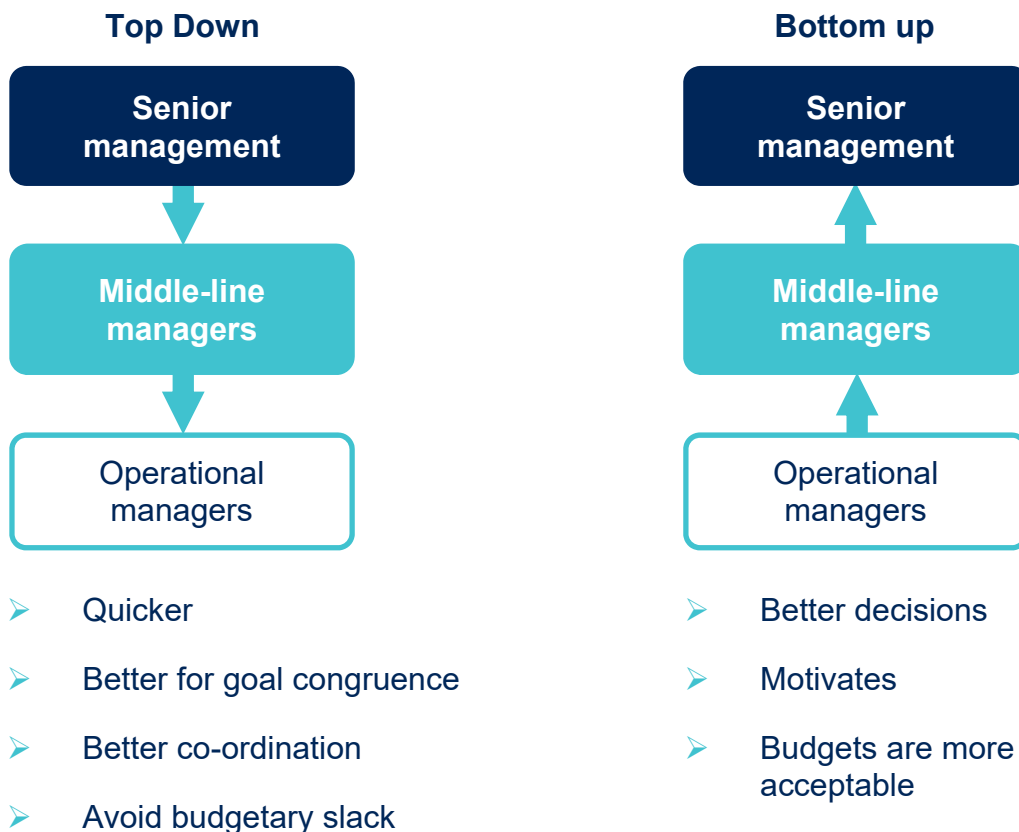 Top Down
Senior
management
Middle-line
managers
Operational
managers
➢ Quicker
➢ Better for goal congruence
➢ Better co-ordination
➢ Avoid budgetary slack
Bottom up
Senior
management
Middle-line
managers
Operational
managers
➢ Better decisions
➢ Motivates
➢ Budgets are more
acceptable